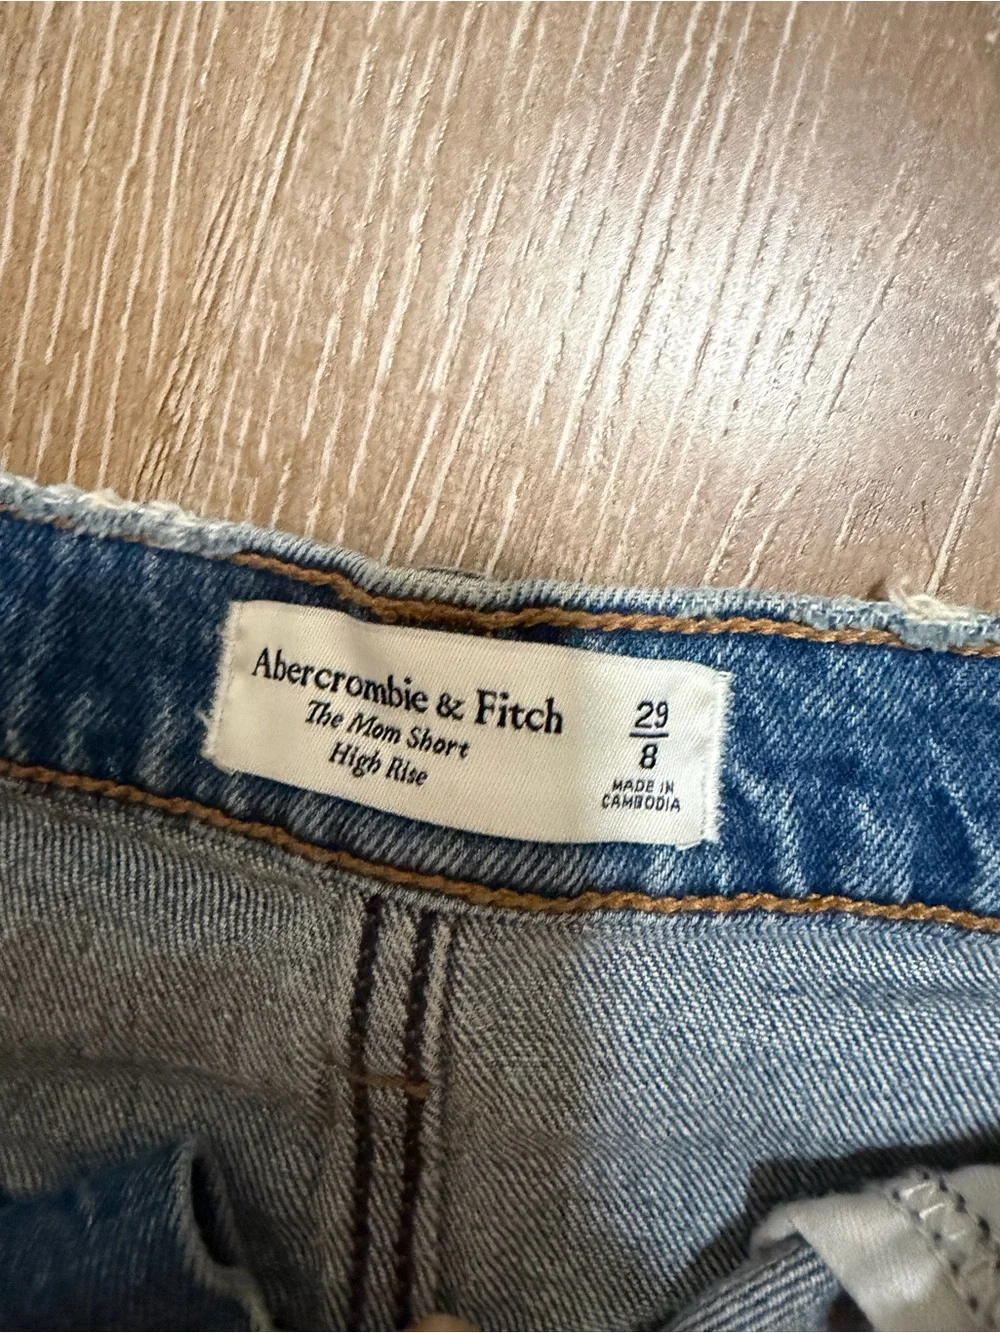 Abercrombie & Fitch
The Mom Short
High Rise
29
8
MADE IN
CAMBODIA